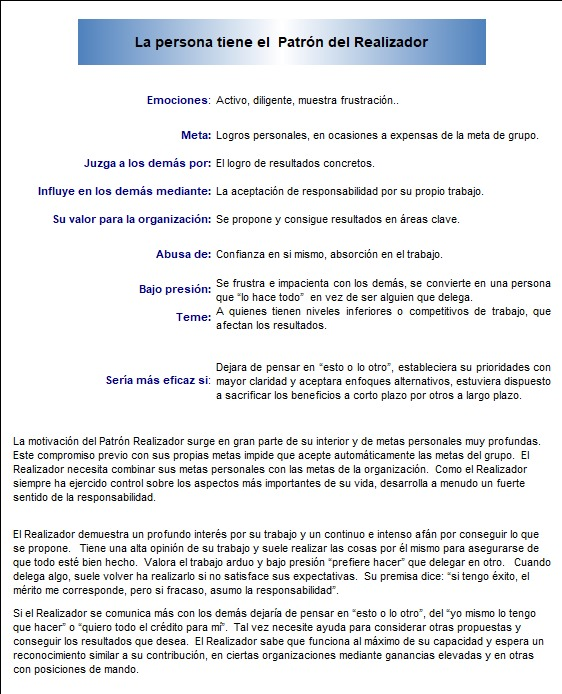 La persona tiene el  Patrón del Realizador
Emociones: Activo, diligente, muestra frustración..
Meta: Logros personales, en ocasiones a expensas de la meta de grupo.
Juzga a los demás por: El logro de resultados concretos.
Influye en los demás mediante: La aceptación de responsabilidad por su propio trabajo.
Su valor para la organización: Se propone y consigue resultados en áreas clave.
Abusa de: Confianza en si mismo, absorción en el trabajo.
Bajo presión: Se frustra e impacienta con los demás, se convierte en una persona
que “lo hace todo”  en vez de ser alguien que delega.
Teme: A quienes tienen niveles inferiores o competitivos de trabajo, que
afectan los resultados.
Sería más eficaz si: Dejara de pensar en “esto o lo otro”, estableciera su prioridades con
mayor claridad y aceptara enfoques alternativos, estuviera dispuesto
a sacrificar los beneficios a corto plazo por otros a largo plazo.
La motivación del Patrón Realizador surge en gran parte de su interior y de metas personales muy profundas.
Este compromiso previo con sus propias metas impide que acepte automáticamente las metas del grupo.  El
Realizador necesita combinar sus metas personales con las metas de la organización.  Como el Realizador
siempre ha ejercido control sobre los aspectos más importantes de su vida, desarrolla a menudo un fuerte
sentido de la responsabilidad.
El Realizador demuestra un profundo interés por su trabajo y un continuo e intenso afán por conseguir lo que
se propone.   Tiene una alta opinión de su trabajo y suele realizar las cosas por él mismo para asegurarse de
que todo esté bien hecho.  Valora el trabajo arduo y bajo presión “prefiere hacer” que delegar en otro.   Cuando
delega algo, suele volver ha realizarlo si no satisface sus expectativas.  Su premisa dice: “si tengo éxito, el
mérito me corresponde, pero si fracaso, asumo la responsabilidad”.
Si el Realizador se comunica más con los demás dejaría de pensar en “esto o lo otro”, del “yo mismo lo tengo
que hacer” o “quiero todo el crédito para mí”.  Tal vez necesite ayuda para considerar otras propuestas y
conseguir los resultados que desea.  El Realizador sabe que funciona al máximo de su capacidad y espera un
reconocimiento similar a su contribución, en ciertas organizaciones mediante ganancias elevadas y en otras
con posiciones de mando.